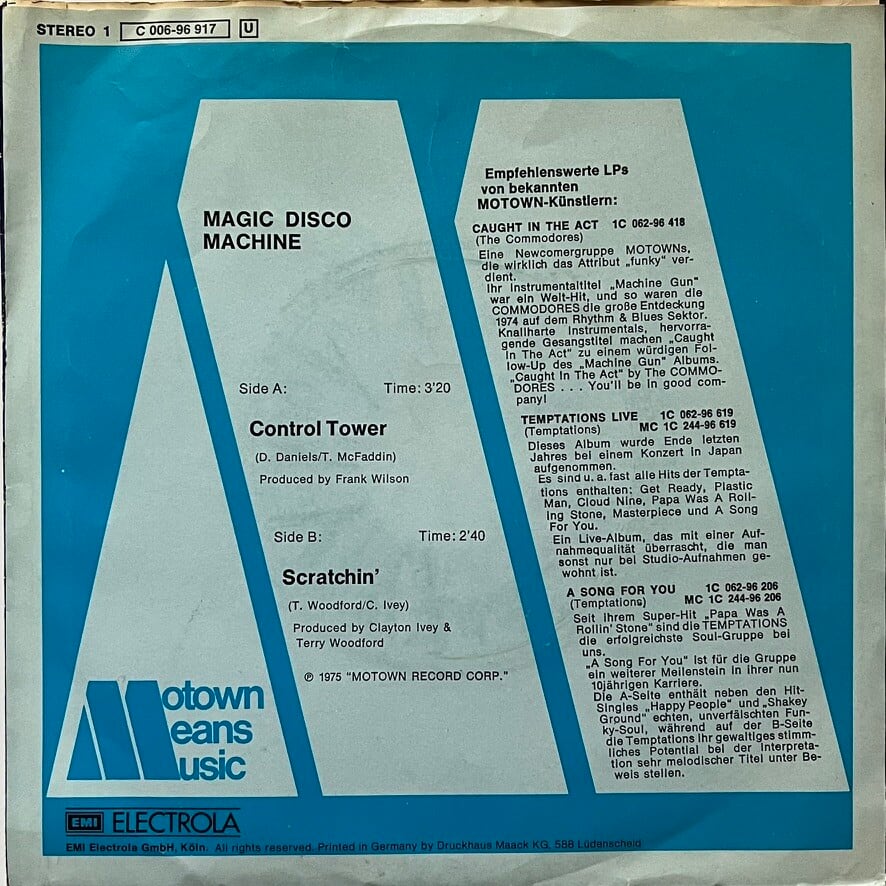 STEREO 1 C 006-96 917 U
MAGIC DISCO
MACHINE
Side A: Time: 3'20
Control Tower
(D. Daniels/T. McFaddin)
Produced by Frank Wilson
Side B: Time: 2'40
Scratchin'
(T. Woodford/C. Ivey)
Produced by Clayton Ivey &
Terry Woodford
℗ 1975 "MOTOWN RECORD CORP."
Empfehlenswerte LPs
von bekannten
MOTOWN-Künstlern:
CAUGHT IN THE ACT 1C 062-96 418
(The Commodores)
Eine Newcomergruppe MOTOWNs,
die wirklich das Attribut „funky" ver-
dient.
Ihr Instrumentaltitel „Machine Gun"
war ein Welt-Hit, und so waren die
COMMODORES die große Entdeckung
1974 auf dem Rhythm & Blues Sektor.
Knallharte Instrumentals, hervorra-
gende Gesangstitel machen „Caught
In The Act" zu einem würdigen Fol-
low-Up des „Machine Gun" Albums.
„Caught In The Act" by The COMMO-
DORES . . . You'll be in good com-
pany!
TEMPTATIONS LIVE 1C 062-96 619
(Temptations) MC 1C 244-96 619
Dieses Album wurde Ende letzten
Jahres bei einem Konzert in Japan
aufgenommen.
Es sind u. a. fast alle Hits der Tempta-
tions enthalten: Get Ready, Plastic
Man, Cloud Nine, Papa Was A Roll-
ing Stone, Masterpiece und A Song
For You.
Ein Live-Album, das mit einer Auf-
nahmequalität überrascht, die man
sonst nur bei Studio-Aufnahmen ge-
wohnt ist.
A SONG FOR YOU 1C 062-96 206
(Temptations) MC 1C 244-96 206
Seit Ihrem Super-Hit „Papa Was A
Rollin' Stone" sind die TEMPTATIONS
die erfolgreichste Soul-Gruppe bei
uns.
„A Song For You" ist für die Gruppe
ein weiterer Meilenstein in ihrer nun
10jährigen Karriere.
Die A-Seite enthält neben den Hit-
Singles „Happy People" und „Shakey
Ground" echten, unverfälschten Fun-
ky-Soul, während auf der B-Seite
die Temptations ihr gewaltiges stimm-
liches Potential bei der Interpreta-
tion sehr melodischer Titel unter Be-
weis stellen.
Motown
Means
Music
EMI ELECTROLA
EMI Electrola GmbH, Köln. All rights reserved. Printed in Germany by Druckhaus Maack KG, 588 Lüdenscheid